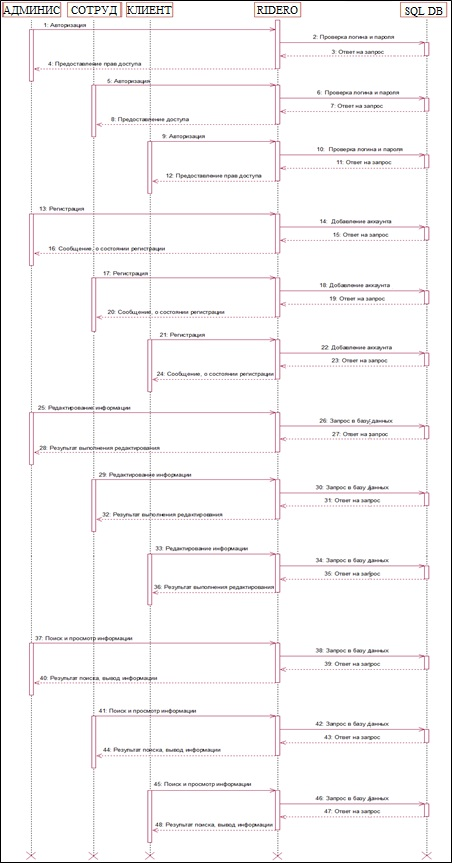 АДМИНИС СОТРУД КЛИЕНТ RIDERO SQL DB
1: Авторизация
2: Проверка логина и пароля
3: Ответ на запрос
4: Предоставление прав доступа
5: Авторизация
6: Проверка логина и пароля
7: Ответ на запрос
8: Предоставление доступа
9: Авторизация
10: Проверка логина и пароля
11: Ответ на запрос
12: Предоставление прав доступа
13: Регистрация
14: Добавление аккаунта
15: Ответ на запрос
16: Сообщение, о состоянии регистрации
17: Регистрация
18: Добавление аккаунта
19: Ответ на запрос
20: Сообщение, о состоянии регистрации
21: Регистрация
22: Добавление аккаунта
23: Ответ на запрос
24: Сообщение, о состоянии регистрации
25: Редактирование информации
26: Запрос в базу данных
27: Ответ на запрос
28: Результат выполнения редактирования
29: Редактирование информации
30: Запрос в базу данных
31: Ответ на запрос
32: Результат выполнения редактирования
33: Редактирование информации
34: Запрос в базу данных
35: Ответ на запрос
36: Результат выполнения редактирования
37: Поиск и просмотр информации
38: Запрос в базу данных
39: Ответ на запрос
40: Результат поиска, вывод информации
41: Поиск и просмотр информации
42: Запрос в базу данных
43: Ответ на запрос
44: Результат поиска, вывод информации
45: Поиск и просмотр информации
46: Запрос в базу данных
47: Ответ на запрос
48: Результат поиска, вывод информации